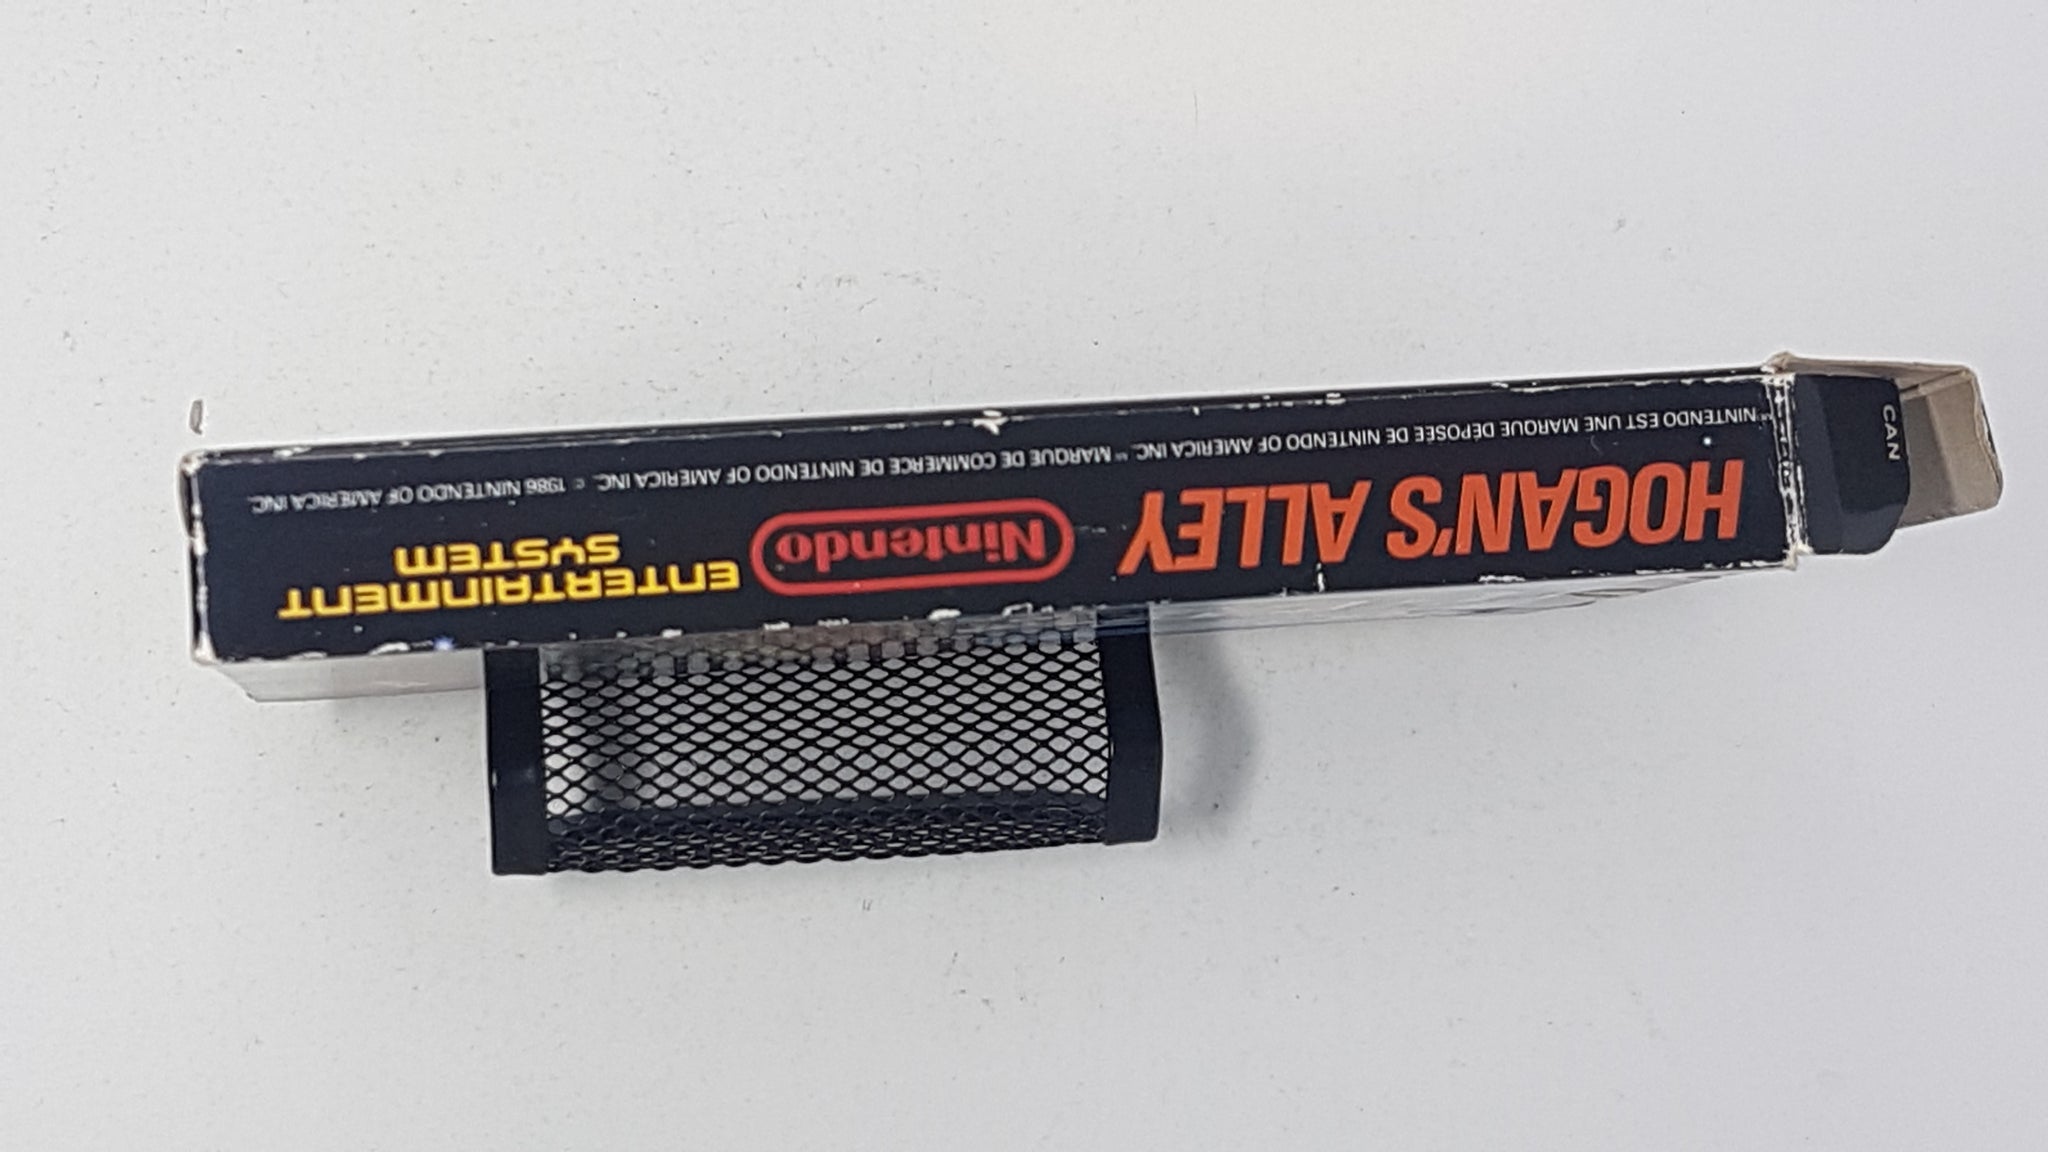 HOGAN'S ALLEY
Nintendo
ENTERTAINMENT
SYSTEM
NINTENDO EST UNE MARQUE DÉPOSÉE DE NINTENDO OF AMERICA INC. MARQUE DE COMMERCE DE NINTENDO OF AMERICA INC. © 1986 NINTENDO OF AMERICA INC.
CAN